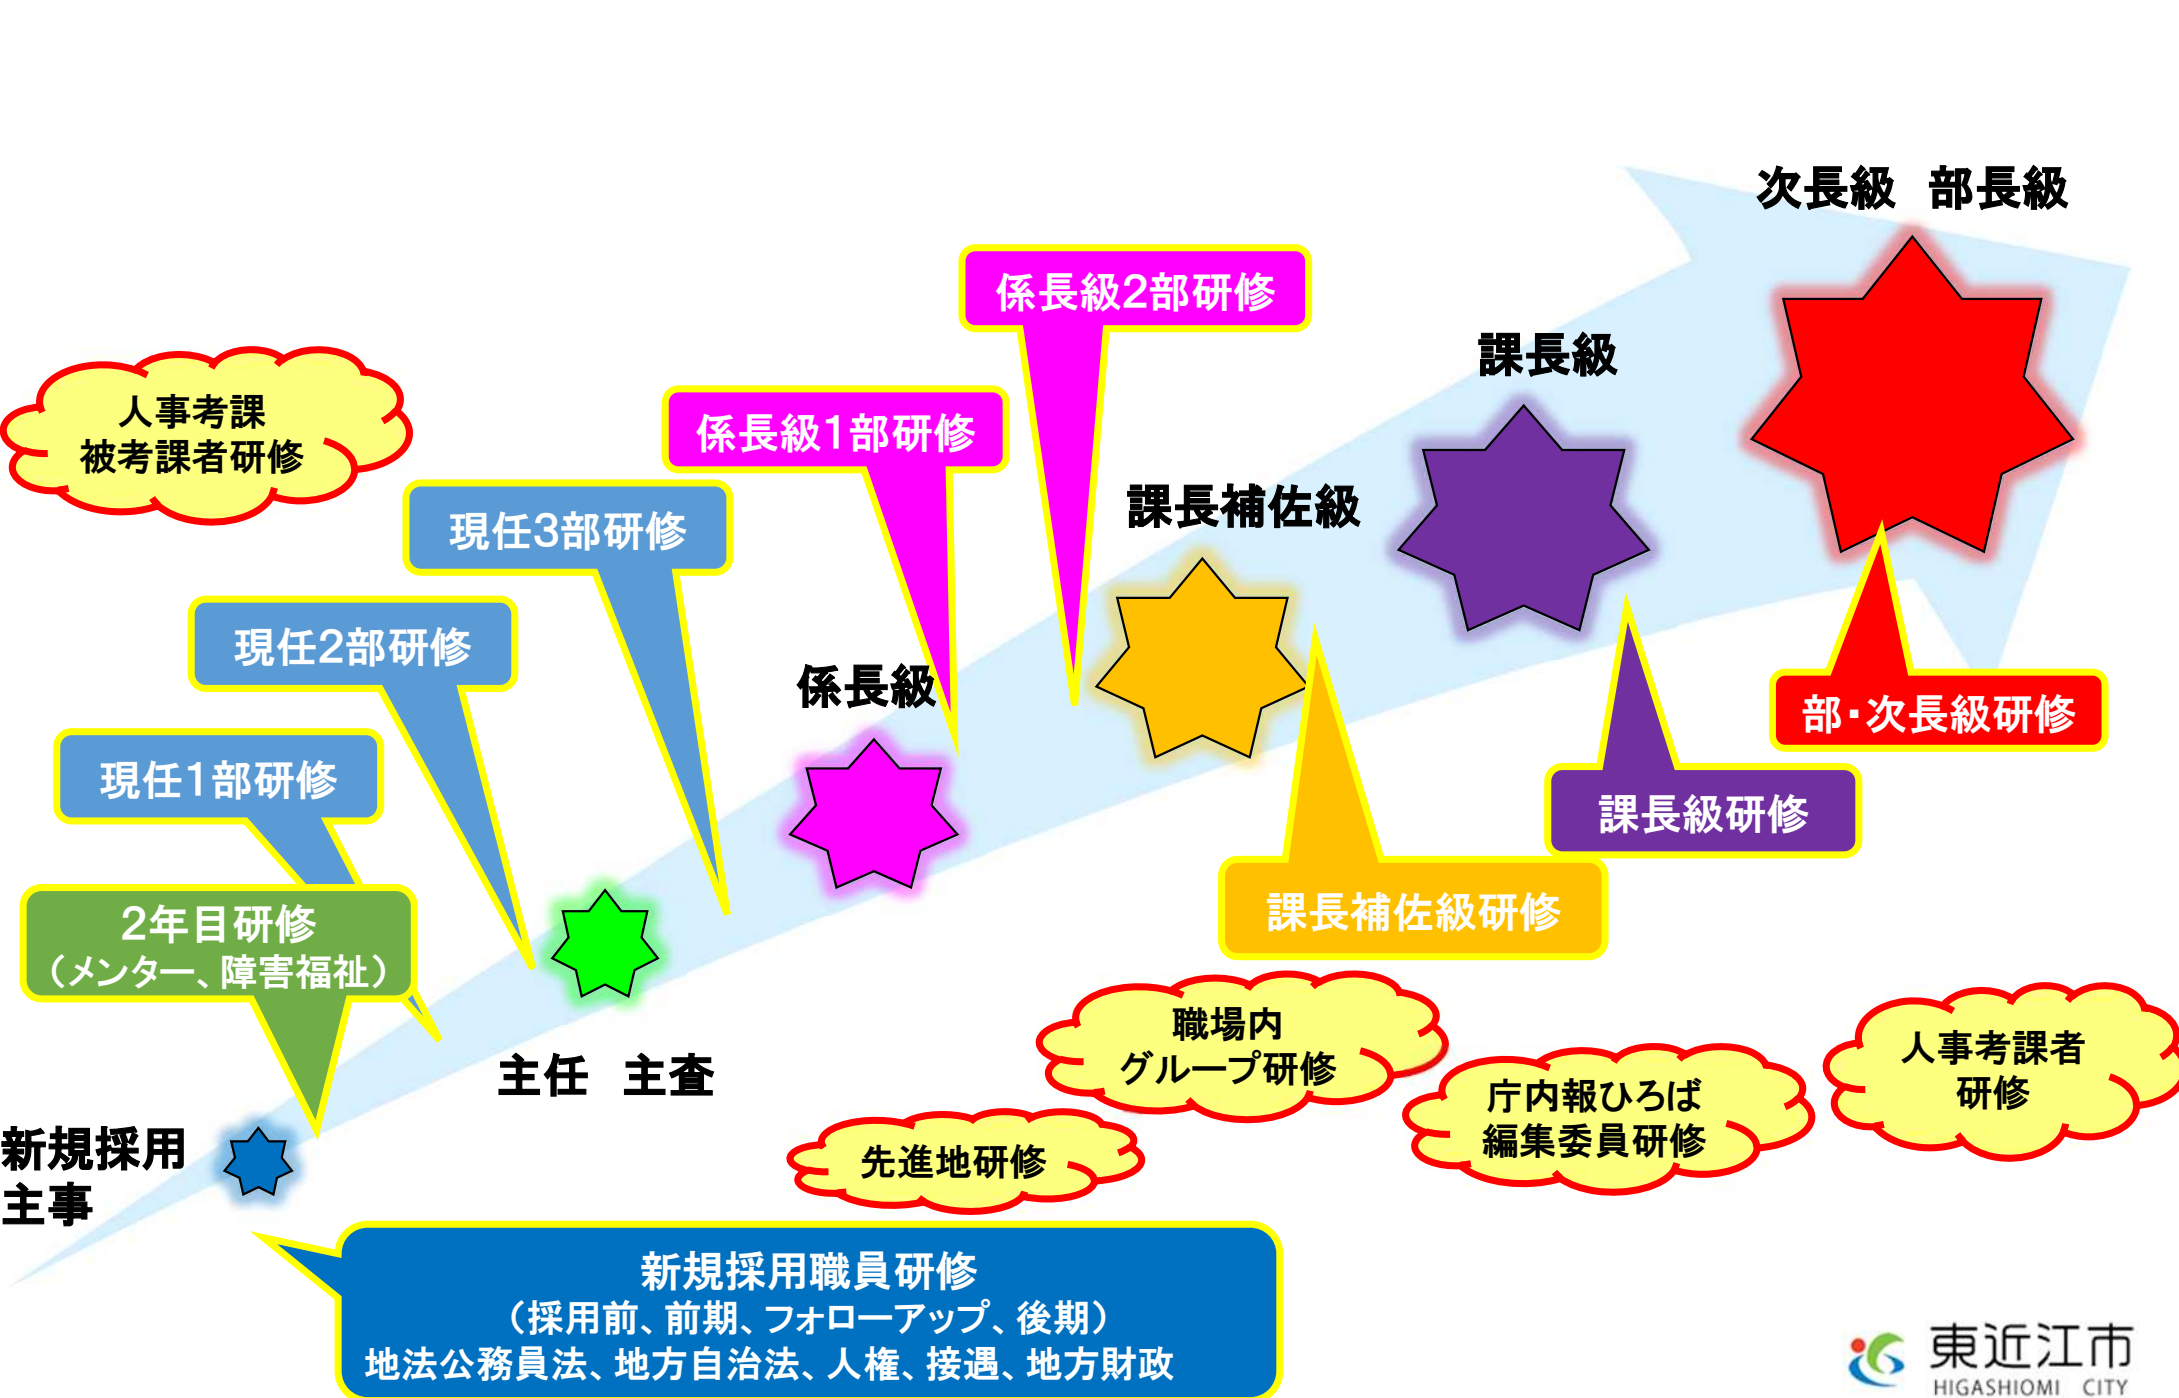 次長級　部長級
係長級2部研修
課長級
人事考課
被考課者研修
係長級1部研修
課長補佐級
現任3部研修
現任2部研修
係長級
部・次長級研修
現任1部研修
課長級研修
2年目研修
（メンター、障害福祉）
課長補佐級研修
主任　主査
職場内
グループ研修
人事考課者
研修
庁内報ひろば
編集委員研修
先進地研修
新規採用
主事
新規採用職員研修
（採用前、前期、フォローアップ、後期）
地法公務員法、地方自治法、人権、接遇、地方財政
東近江市
HIGASHIOMI CITY